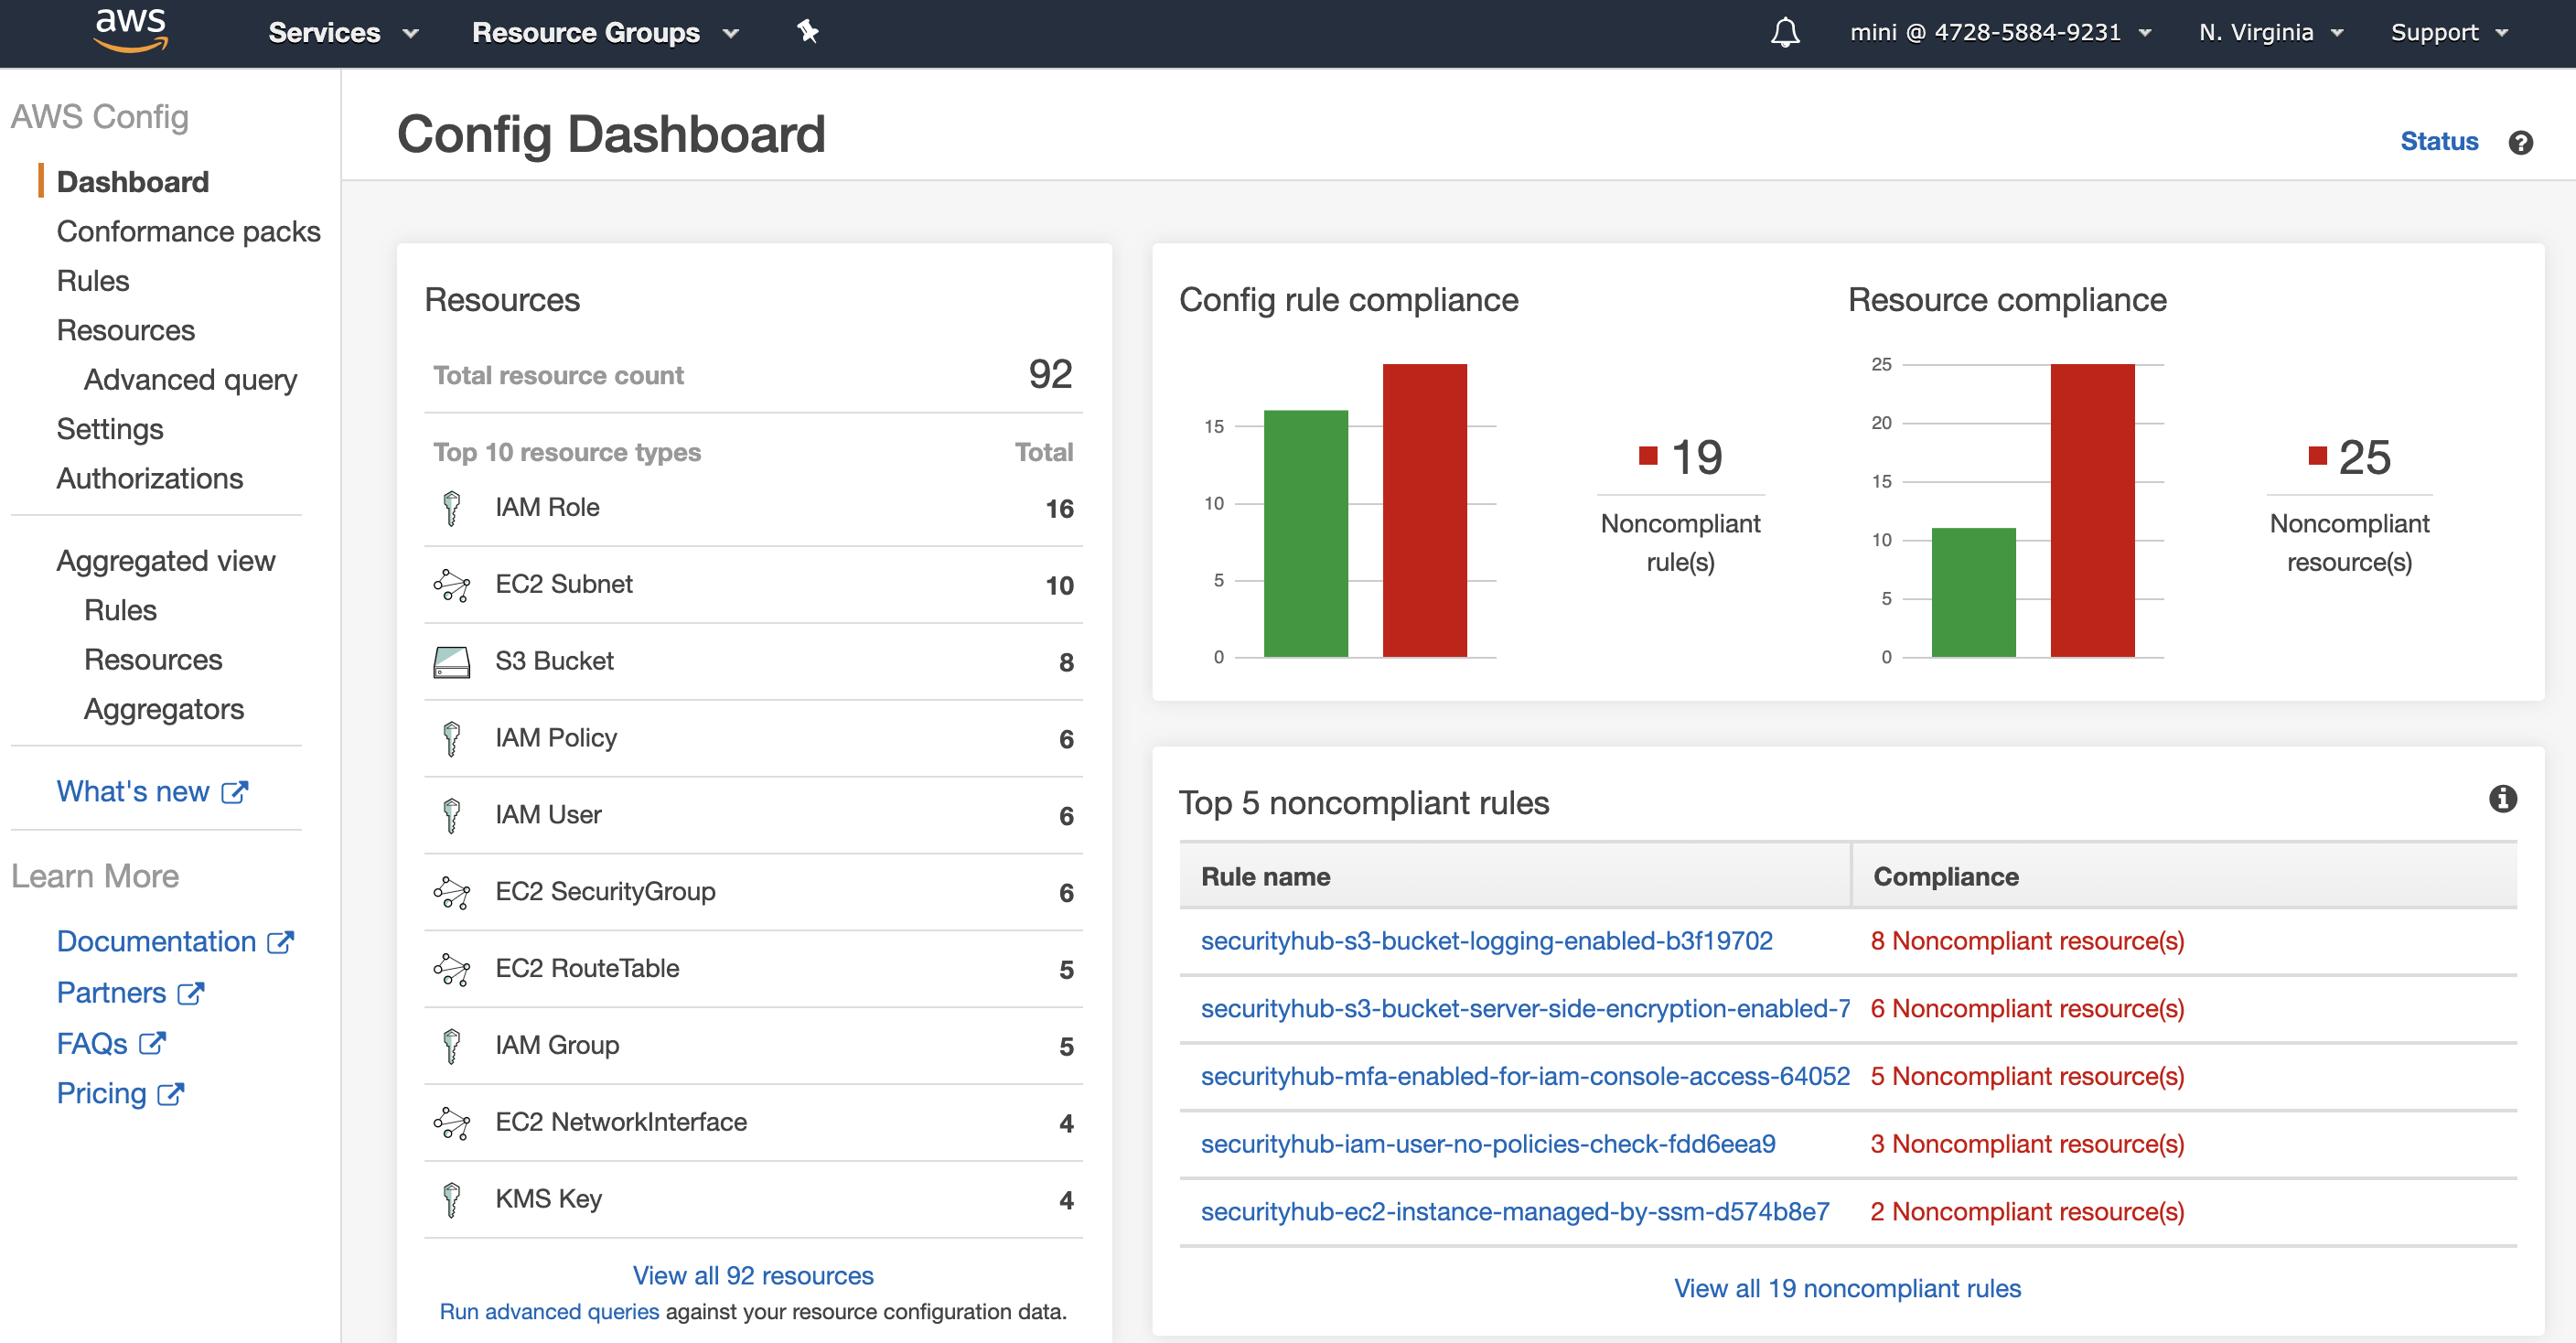 aws
Services
Resource Groups
mini @ 4728-5884-9231
N. Virginia
Support
AWS Config
Dashboard
Conformance packs
Rules
Resources
Advanced query
Settings
Authorizations
Aggregated view
Rules
Resources
Aggregators
What's new
Learn More
Documentation
Partners
FAQs
Pricing
Config Dashboard
Status
?
Resources
Total resource count 92
Top 10 resource types Total
IAM Role 16
EC2 Subnet 10
S3 Bucket 8
IAM Policy 6
IAM User 6
EC2 SecurityGroup 6
EC2 RouteTable 5
IAM Group 5
EC2 NetworkInterface 4
KMS Key 4
View all 92 resources
Run advanced queries against your resource configuration data.
Config rule compliance
15
10
5
0
19
Noncompliant
rule(s)
Resource compliance
25
20
15
10
5
0
25
Noncompliant
resource(s)
Top 5 noncompliant rules
Rule name Compliance
securityhub-s3-bucket-logging-enabled-b3f19702 8 Noncompliant resource(s)
securityhub-s3-bucket-server-side-encryption-enabled-7 6 Noncompliant resource(s)
securityhub-mfa-enabled-for-iam-console-access-64052 5 Noncompliant resource(s)
securityhub-iam-user-no-policies-check-fdd6eea9 3 Noncompliant resource(s)
securityhub-ec2-instance-managed-by-ssm-d574b8e7 2 Noncompliant resource(s)
View all 19 noncompliant rules